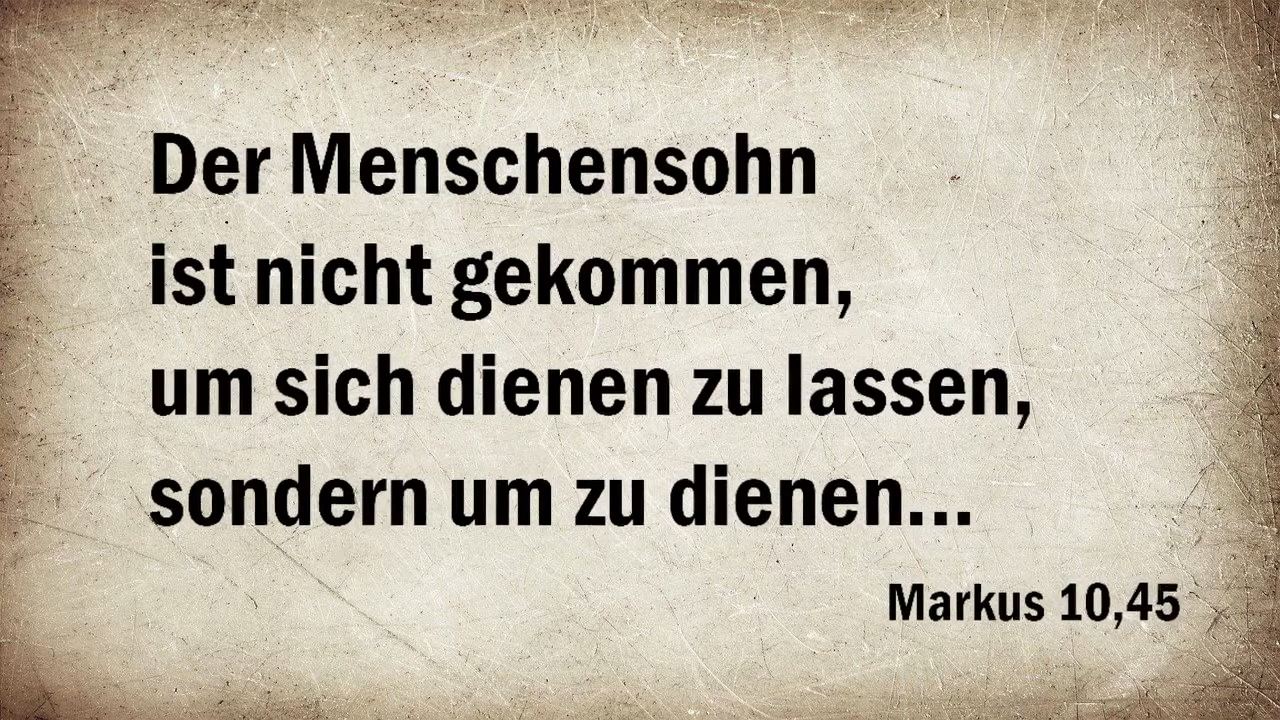 Der Menschensohn
ist nicht gekommen,
um sich dienen zu lassen,
sondern um zu dienen...
Markus 10,45